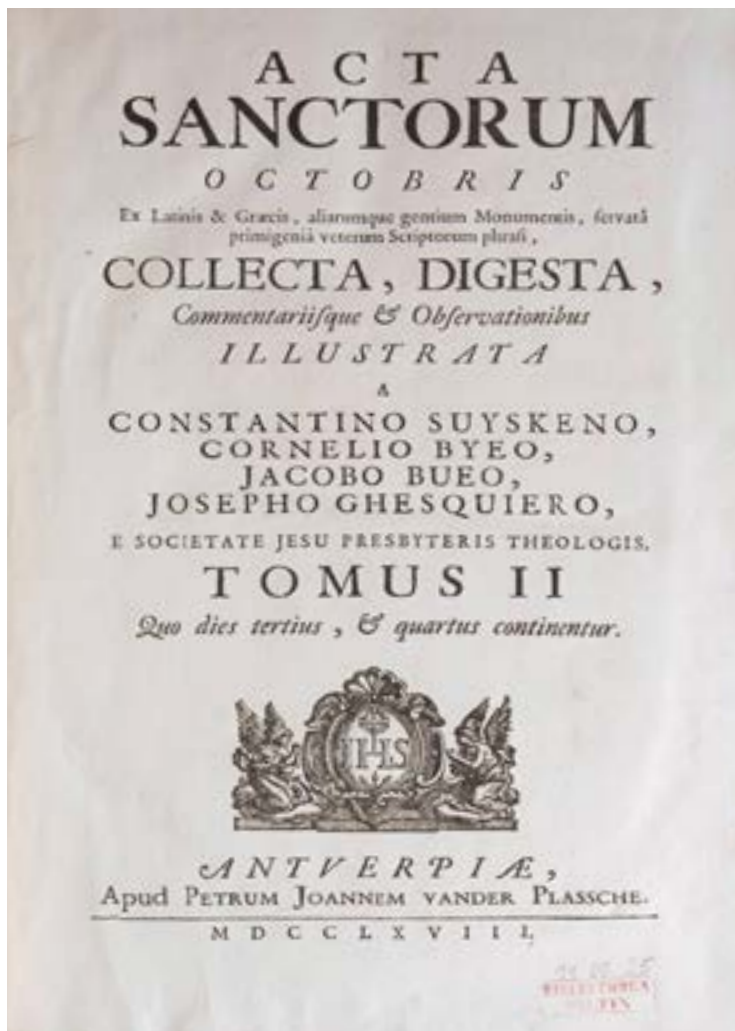 ACTA
SANCTORUM
OCTOBRIS
Ex Latinis & Græcis, aliarumque gentium Monumentis, ſervatâ
primigeniâ veterum Scriptorum phraſi,
COLLECTA, DIGESTA,
Commentariiſque & Obſervationibus
ILLUSTRATA
A
CONSTANTINO SUYSKENO,
CORNELIO BYEO,
JACOBO BUEO,
JOSEPHO GHESQUIERO,
E SOCIETATE JESU PRESBYTERIS THEOLOGIS.
TOMUS II
Quo dies tertius, & quartus continentur.
IHS
ANTVERPIÆ,
Apud PETRUM JOANNEM VANDER PLASSCHE.
MDCCLXVIII,
BIBLIOTHECA